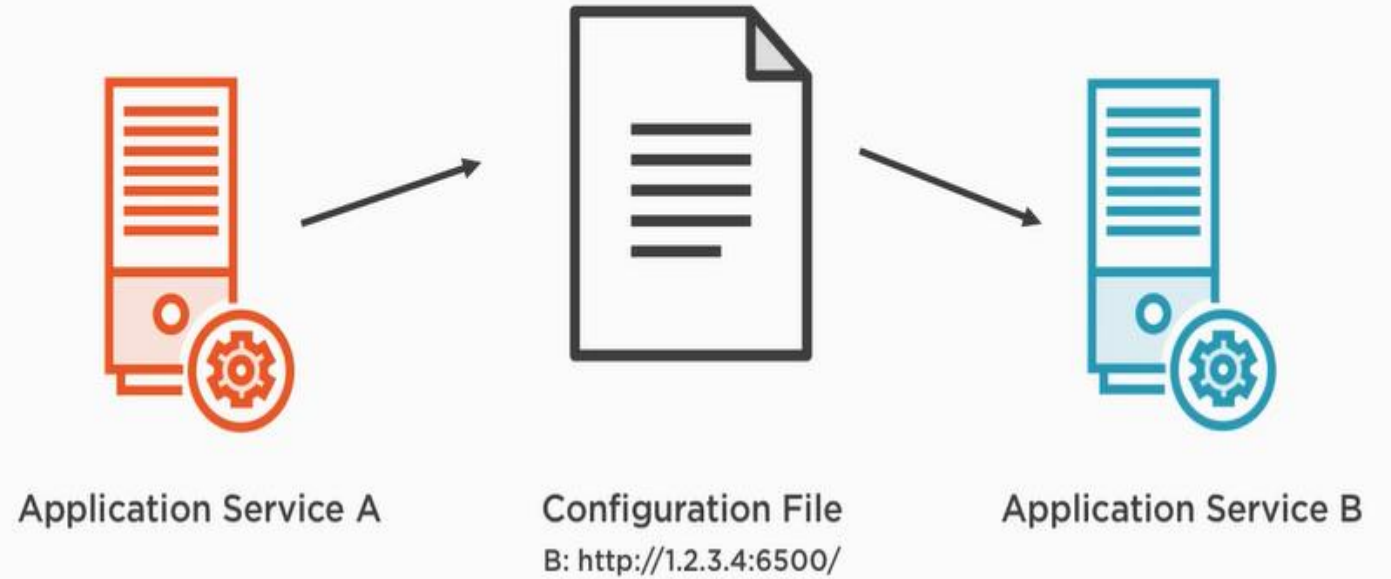 Application Service A
Configuration File
B: http://1.2.3.4:6500/
Application Service B